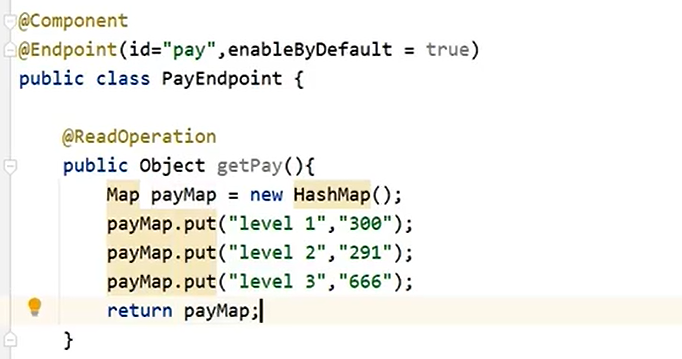 @Component
@Endpoint(id="pay",enableByDefault = true)
public class PayEndpoint {
@ReadOperation
public Object getPay(){
Map payMap = new HashMap();
payMap.put("level 1","300");
payMap.put("level 2","291");
payMap.put("level 3","666");
return payMap;
}